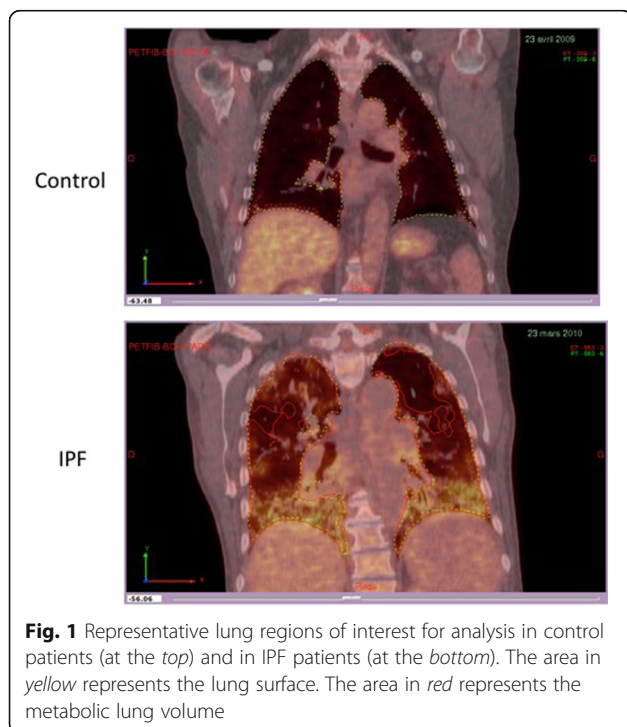 23 avril 2009
D
G
Control
Y
X
-63.48
23 mars 2010
D
G
IPF
Y
X
-56.06
Fig. 1 Representative lung regions of interest for analysis in control
patients (at the top) and in IPF patients (at the bottom). The area in
yellow represents the lung surface. The area in red represents the
metabolic lung volume